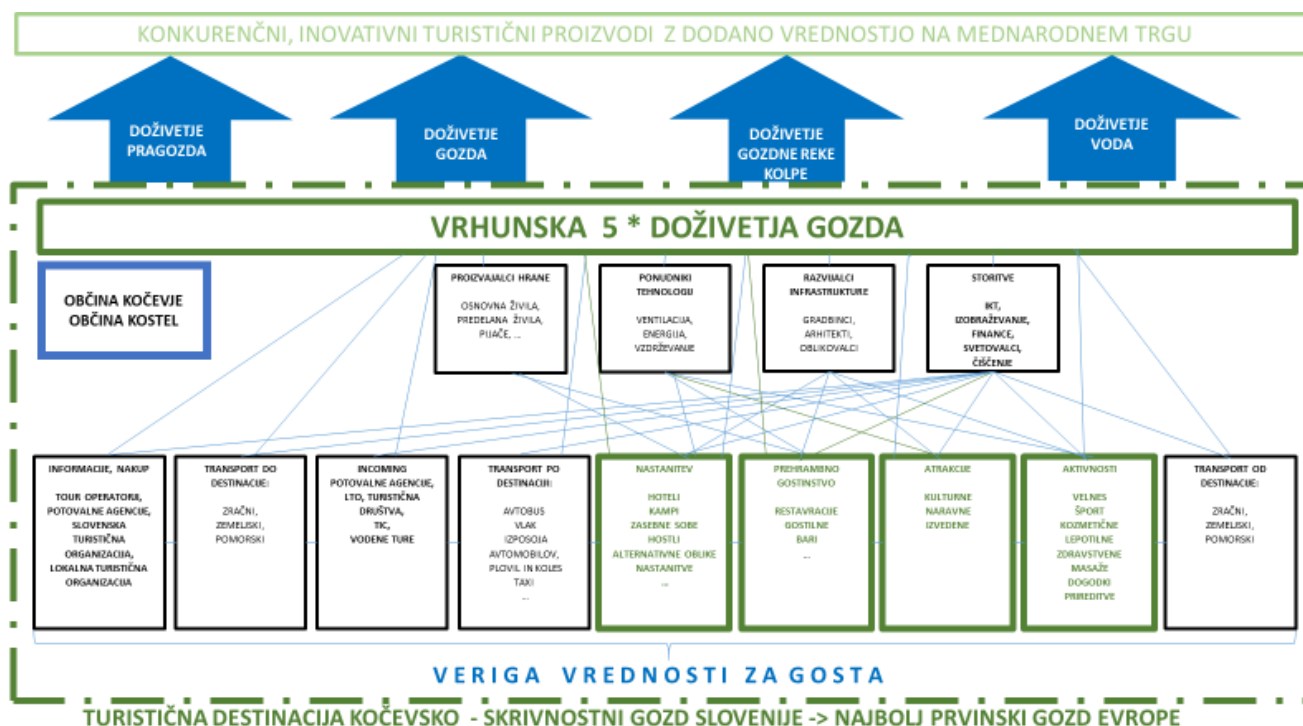 KONKURENČNI, INOVATIVNI TURISTIČNI PROIZVODI Z DODANO VREDNOSTJO NA MEDNARODNEM TRGU
DOŽIVETJE
PRAGOZDA
DOŽIVETJE
GOZDA
DOŽIVETJE
GOZDNE REKE
KOLPE
DOŽIVETJE
VODA
VRHUNSKA 5 * DOŽIVETJA GOZDA
OBČINA KOČEVJE
OBČINA KOSTEL
PROIZVAJALCI HRANE
OSNOVNA ŽIVILA,
PREDELANA ŽIVILA,
PIJAČE, ...
PONUDNIKI
TEHNOLOGIJ
VENTILACIJA,
ENERGIJA,
VZDRŽEVANJE
RAZVIJALCI
INFRASTRUKTURE
GRADBINCI,
ARHITEKTI,
OBLIKOVALCI
STORITVE
IKT,
IZOBRAŽEVANJE,
FINANCE,
SVETOVALCI,
ČIŠČENJE
INFORMACIJE, NAKUP
TOUR OPERATORJI,
POTOVALNE AGENCIJE,
SLOVENSKA
TURISTIČNA
ORGANIZACIJA,
LOKALNA TURISTIČNA
ORGANIZACIJA
TRANSPORT DO
DESTINACIJE:
ZRAČNI,
ZEMELJSKI,
POMORSKI
INCOMING
POTOVALNE AGENCIJE,
LTO, TURISTIČNA
DRUŠTVA,
TIC,
VODENE TURE
TRANSPORT PO
DESTINACIJI:
AVTOBUS
VLAK
IZPOSOJA
AVTOMOBILOV,
PLOVIL IN KOLES
TAXI
...
NASTANITEV
HOTELI
KAMPI
ZASEBNE SOBE
HOSTLI
ALTERNATIVNE OBLIKE
NASTANITVE
...
PREHRAMBNO
GOSTINSTVO
RESTAVRACIJE
GOSTILNE
BARI
...
ATRAKCIJE
KULTURNE
NARAVNE
IZVEDENE
AKTIVNOSTI
VELNES
ŠPORT
KOZMETIČNE
LEPOTILNE
ZDRAVSTVENE
MASAŽE
DOGODKI
PRIREDITVE
TRANSPORT OD
DESTINACIJE:
ZRAČNI,
ZEMELJSKI,
POMORSKI
VERIGA VREDNOSTI ZA GOSTA
TURISTIČNA DESTINACIJA KOČEVSKO - SKRIVNOSTNI GOZD SLOVENIJE -> NAJBOLJ PRVINSKI GOZD EVROPE